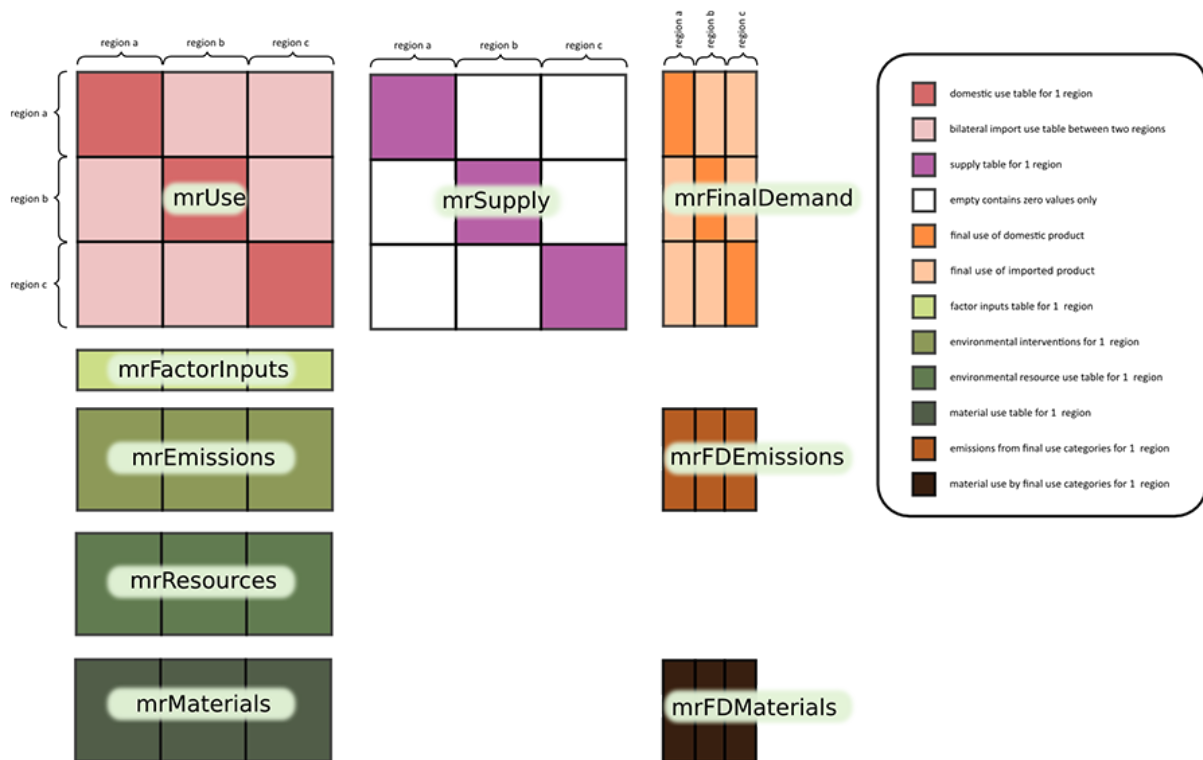 region a
region b
region c
region a
region b
region c
region a
region b
region c
region a
region b
region c
mrUse
mrSupply
mrFinalDemand
mrFactorInputs
mrEmissions
mrFDEmissions
mrResources
mrMaterials
mrFDMaterials
domestic use table for 1 region
bilateral import use table between two regions
supply table for 1 region
empty contains zero values only
final use of domestic product
final use of imported product
factor inputs table for 1 region
environmental interventions for 1 region
environmental resource use table for 1 region
material use table for 1 region
emissions from final use categories for 1 region
material use by final use categories for 1 region